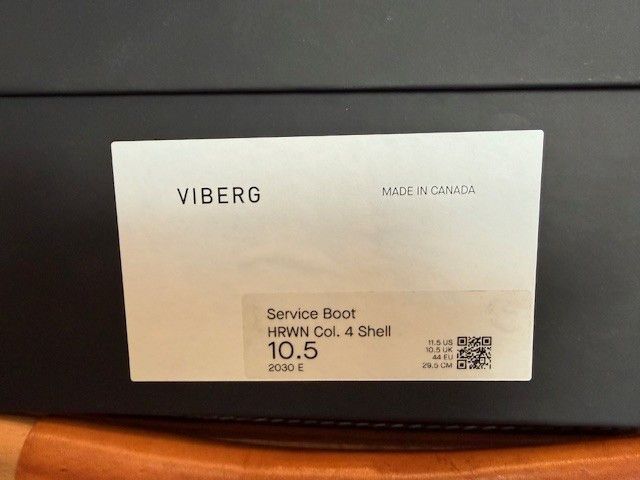 VIBERG
MADE IN CANADA
Service Boot
HRWN Col. 4 Shell
10.5
2030 E
11.5 US
10.5 UK
44 EU
29.5 CM